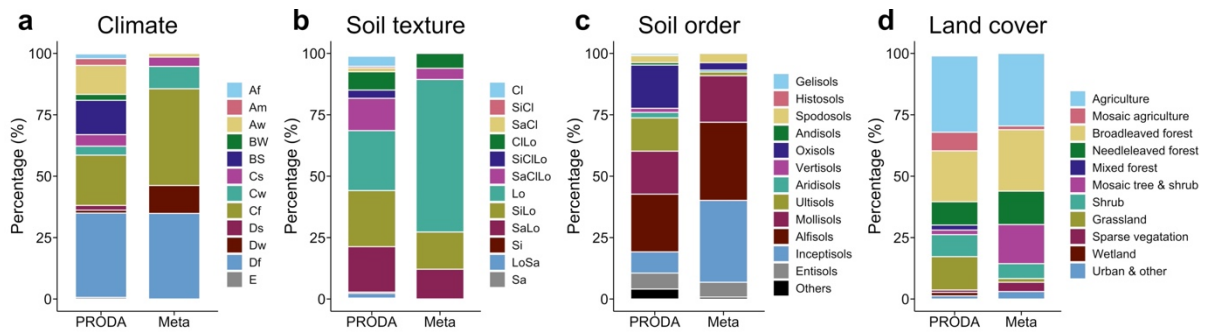 a Climate
Percentage (%)
100
75
50
25
0
PRODA Meta
Af
Am
Aw
BW
BS
Cs
Cw
Cf
Ds
Dw
Df
E
b Soil texture
Percentage (%)
100
75
50
25
0
PRODA Meta
Cl
SiCl
SaCl
ClLo
SiClLo
SaClLo
Lo
SiLo
SaLo
Si
LoSa
Sa
c Soil order
Percentage (%)
100
75
50
25
0
PRODA Meta
Gelisols
Histosols
Spodosols
Andisols
Oxisols
Vertisols
Aridisols
Ultisols
Mollisols
Alfisols
Inceptisols
Entisols
Others
d Land cover
Percentage (%)
100
75
50
25
0
PRODA Meta
Agriculture
Mosaic agriculture
Broadleaved forest
Needleleaved forest
Mixed forest
Mosaic tree & shrub
Shrub
Grassland
Sparse vegatation
Wetland
Urban & other